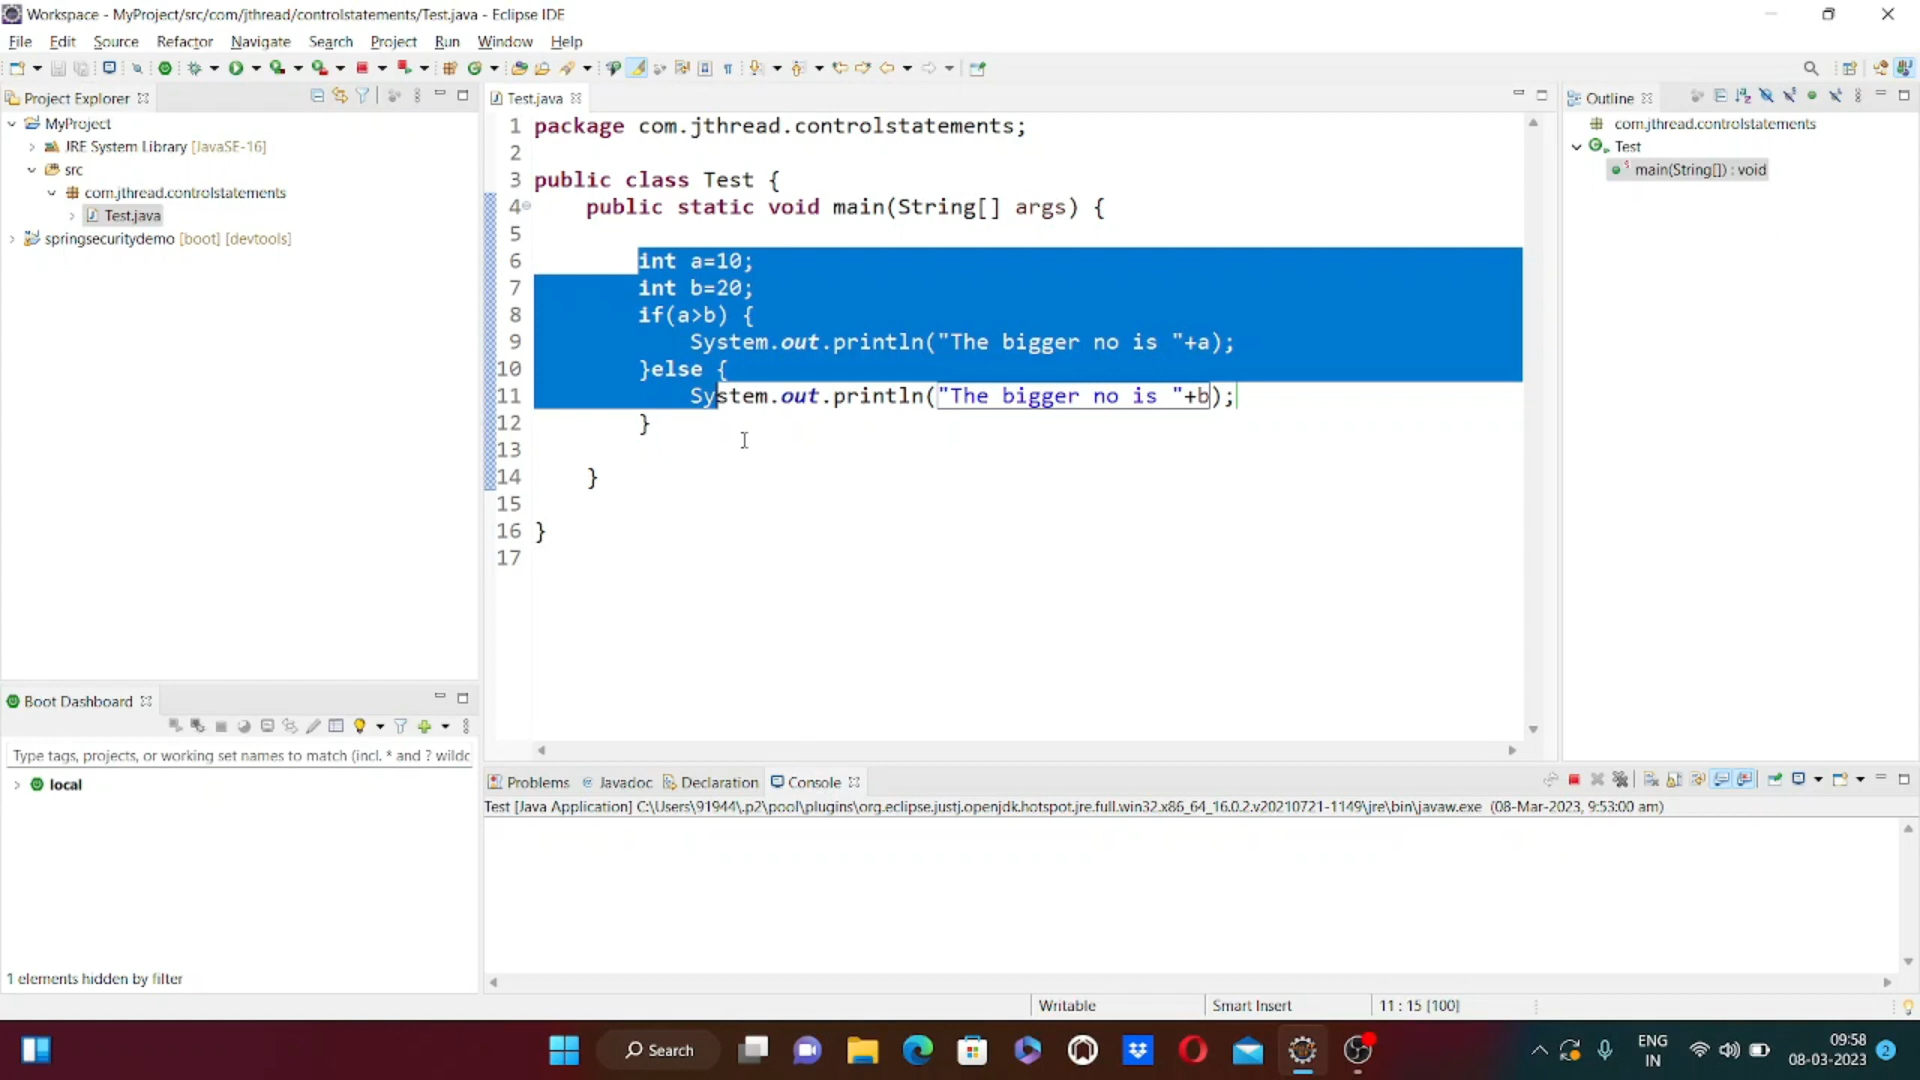 Workspace - MyProject/src/com/jthread/controlstatements/Test.java - Eclipse IDE
File Edit Source Refactor Navigate Search Project Run Window Help
Project Explorer
MyProject
JRE System Library [JavaSE-16]
src
com.jthread.controlstatements
Test.java
springsecuritydemo [boot] [devtools]
Test.java
1 package com.jthread.controlstatements;
2
3 public class Test {
4 public static void main(String[] args) {
5
6 int a=10;
7 int b=20;
8 if(a>b) {
9 System.out.println("The bigger no is "+a);
10 }else {
11 System.out.println("The bigger no is "+b);
12 }
13
14 }
15
16 }
17
Outline
com.jthread.controlstatements
Test
main(String[]) : void
Boot Dashboard
Type tags, projects, or working set names to match (incl. * and ? wildc
local
1 elements hidden by filter
Problems Javadoc Declaration Console
Test [Java Application] C:\Users\91944\.p2\pool\plugins\org.eclipse.justj.openjdk.hotspot.jre.full.win32.x86_64_16.0.2.v20210721-1149\jre\bin\javaw.exe (08-Mar-2023, 9:53:00 am)
Writable Smart Insert 11 : 15 [100]
Search
ENG
IN
09:58
08-03-2023
2